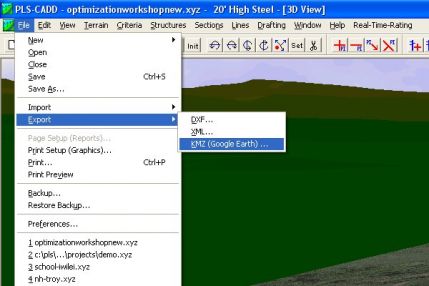 PLS-CADD - optimizationworkshopnew.xyz - 20' High Steel - [3D View]
File Edit View Terrain Criteria Structures Sections Lines Drafting Window Help Real-Time-Rating
Init Set
New
Open
Close
Save Ctrl+S
Save As...
Import
Export
DXF...
XML...
KMZ (Google Earth) ...
Page Setup (Reports)...
Print Setup (Graphics)...
Print... Ctrl+P
Print Preview
Backup...
Restore Backup...
Preferences...
1 optimizationworkshopnew.xyz
2 c:\pls\...\projects\demo.xyz
3 school-iwilei.xyz
4 nh-troy.xyz